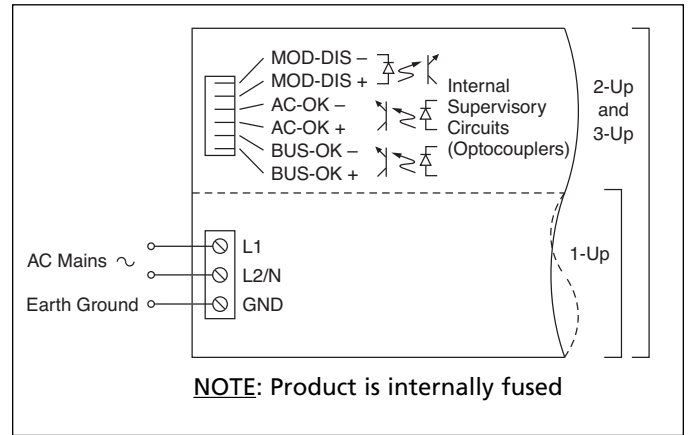 MOD-DIS –
MOD-DIS +
AC-OK –
AC-OK +
BUS-OK –
BUS-OK +
Internal
Supervisory
Circuits
(Optocouplers)
2-Up
and
3-Up
1-Up
AC Mains ~
Earth Ground
L1
L2/N
GND
NOTE: Product is internally fused